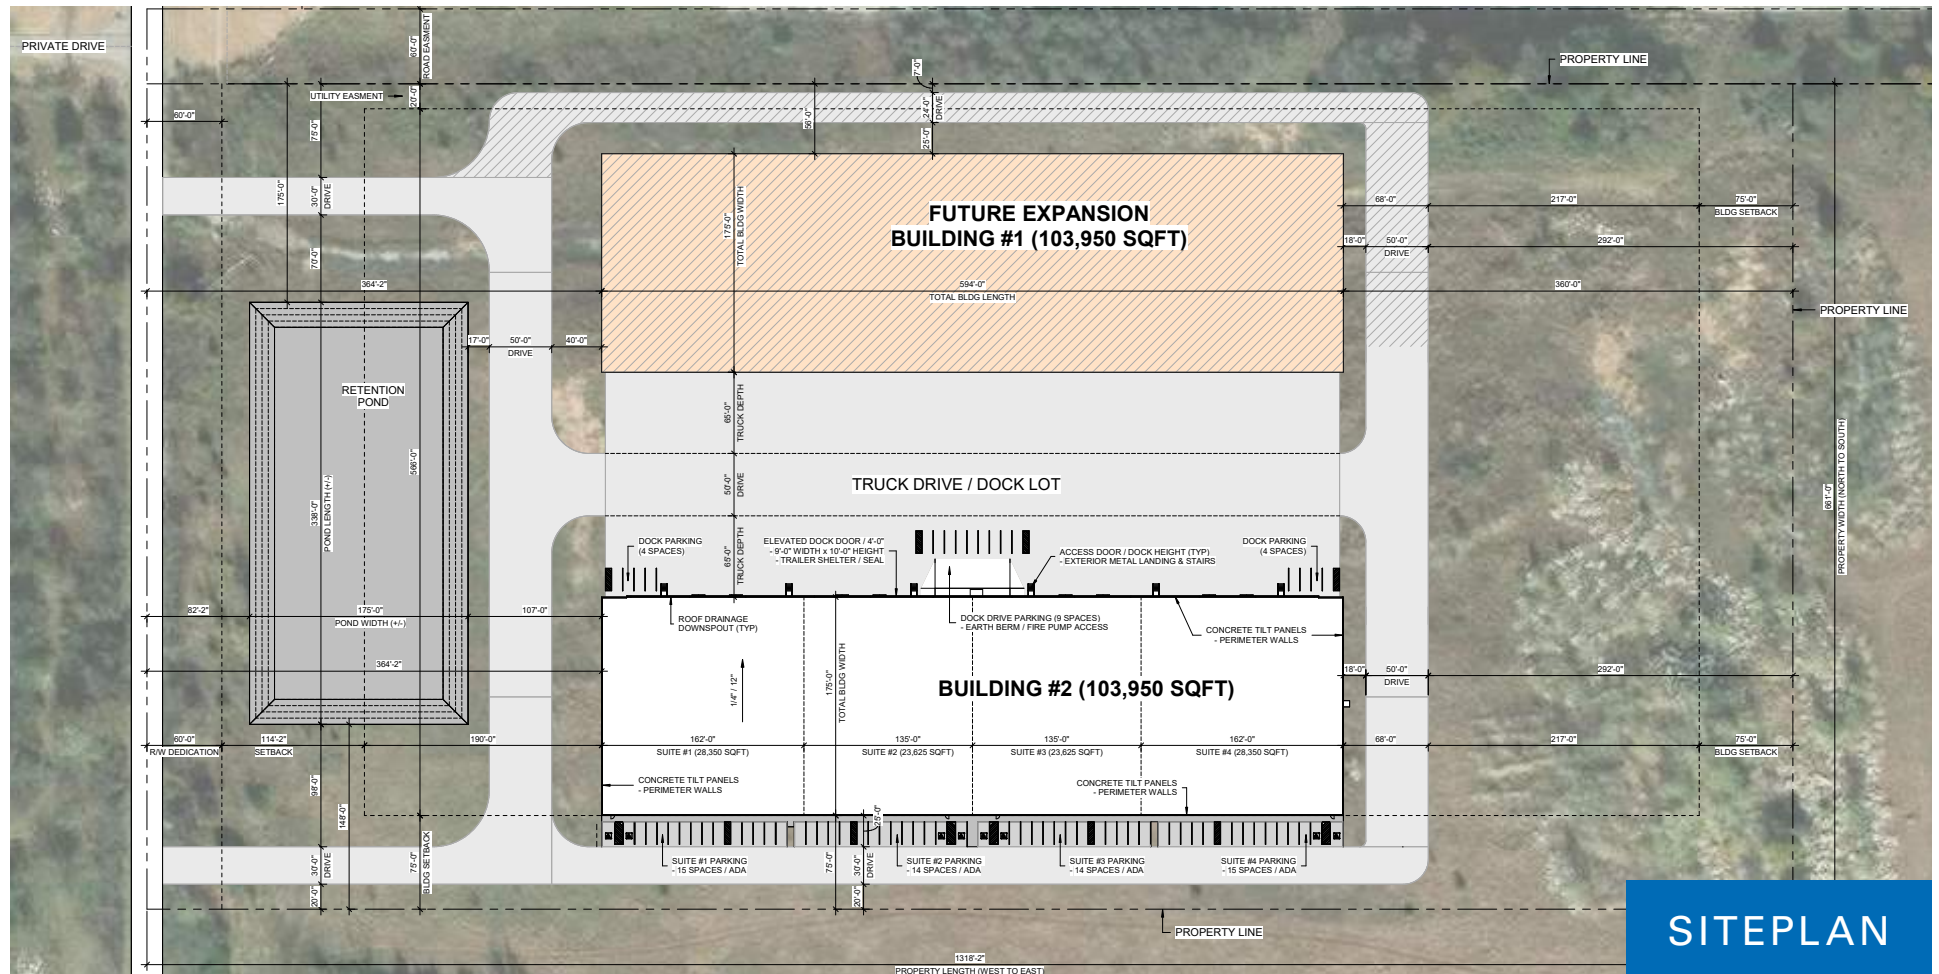 PRIVATE DRIVE
60'-0"
ROAD EASMENT
PROPERTY LINE
7'-0"
UTILITY EASMENT
20'-0"
60'-0"
75'-0"
56'-0"
24'-0"
DRIVE
25'-0"
175'-0"
30'-0"
DRIVE
175'-0"
TOTAL BLDG WIDTH
FUTURE EXPANSION
BUILDING #1 (103,950 SQFT)
68'-0"
217'-0"
75'-0"
BLDG SETBACK
18'-0"
50'-0"
DRIVE
292'-0"
70'-0"
364'-2"
594'-0"
TOTAL BLDG LENGTH
360'-0"
PROPERTY LINE
17'-0"
50'-0"
DRIVE
40'-0"
RETENTION
POND
65'-0"
TRUCK DEPTH
566'-0"
338'-0"
POND LENGTH (+/-)
50'-0"
DRIVE
TRUCK DRIVE / DOCK LOT
661'-0"
PROPERTY WIDTH (NORTH TO SOUTH)
65'-0"
TRUCK DEPTH
DOCK PARKING
(4 SPACES)
ELEVATED DOCK DOOR / 4'-0"
- 9'-0" WIDTH x 10'-0" HEIGHT
- TRAILER SHELTER / SEAL
ACCESS DOOR / DOCK HEIGHT (TYP)
- EXTERIOR METAL LANDING & STAIRS
DOCK PARKING
(4 SPACES)
82'-2"
175'-0"
POND WIDTH (+/-)
107'-0"
ROOF DRAINAGE
DOWNSPOUT (TYP)
DOCK DRIVE PARKING (9 SPACES)
- EARTH BERM / FIRE PUMP ACCESS
CONCRETE TILT PANELS
- PERIMETER WALLS
364'-2"
1/4" / 12"
175'-0"
TOTAL BLDG WIDTH
BUILDING #2 (103,950 SQFT)
18'-0"
50'-0"
DRIVE
292'-0"
60'-0"
R/W DEDICATION
114'-2"
SETBACK
190'-0"
162'-0"
SUITE #1 (28,350 SQFT)
135'-0"
SUITE #2 (23,625 SQFT)
135'-0"
SUITE #3 (23,625 SQFT)
162'-0"
SUITE #4 (28,350 SQFT)
68'-0"
217'-0"
75'-0"
BLDG SETBACK
98'-0"
148'-0"
CONCRETE TILT PANELS
- PERIMETER WALLS
CONCRETE TILT PANELS
- PERIMETER WALLS
25'-0"
30'-0"
DRIVE
75'-0"
BLDG SETBACK
SUITE #1 PARKING
- 15 SPACES / ADA
75'-0"
30'-0"
DRIVE
SUITE #2 PARKING
- 14 SPACES / ADA
SUITE #3 PARKING
- 14 SPACES / ADA
SUITE #4 PARKING
- 15 SPACES / ADA
20'-0"
20'-0"
PROPERTY LINE
SITEPLAN
1318'-2"
PROPERTY LENGTH (WEST TO EAST)